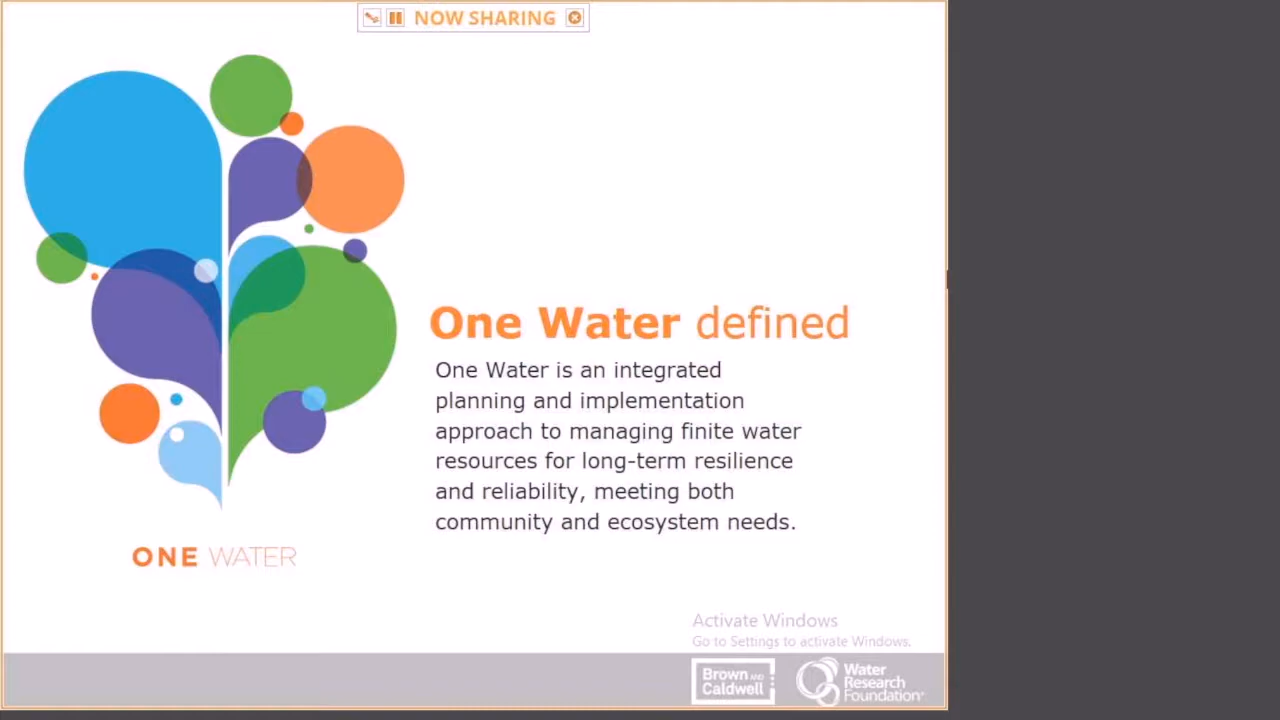 NOW SHARING
One Water defined
One Water is an integrated
planning and implementation
approach to managing finite water
resources for long-term resilience
and reliability, meeting both
community and ecosystem needs.
ONE WATER
Activate Windows
Go to Settings to activate Windows.
Brown AND
Caldwell
Water
Research
Foundation